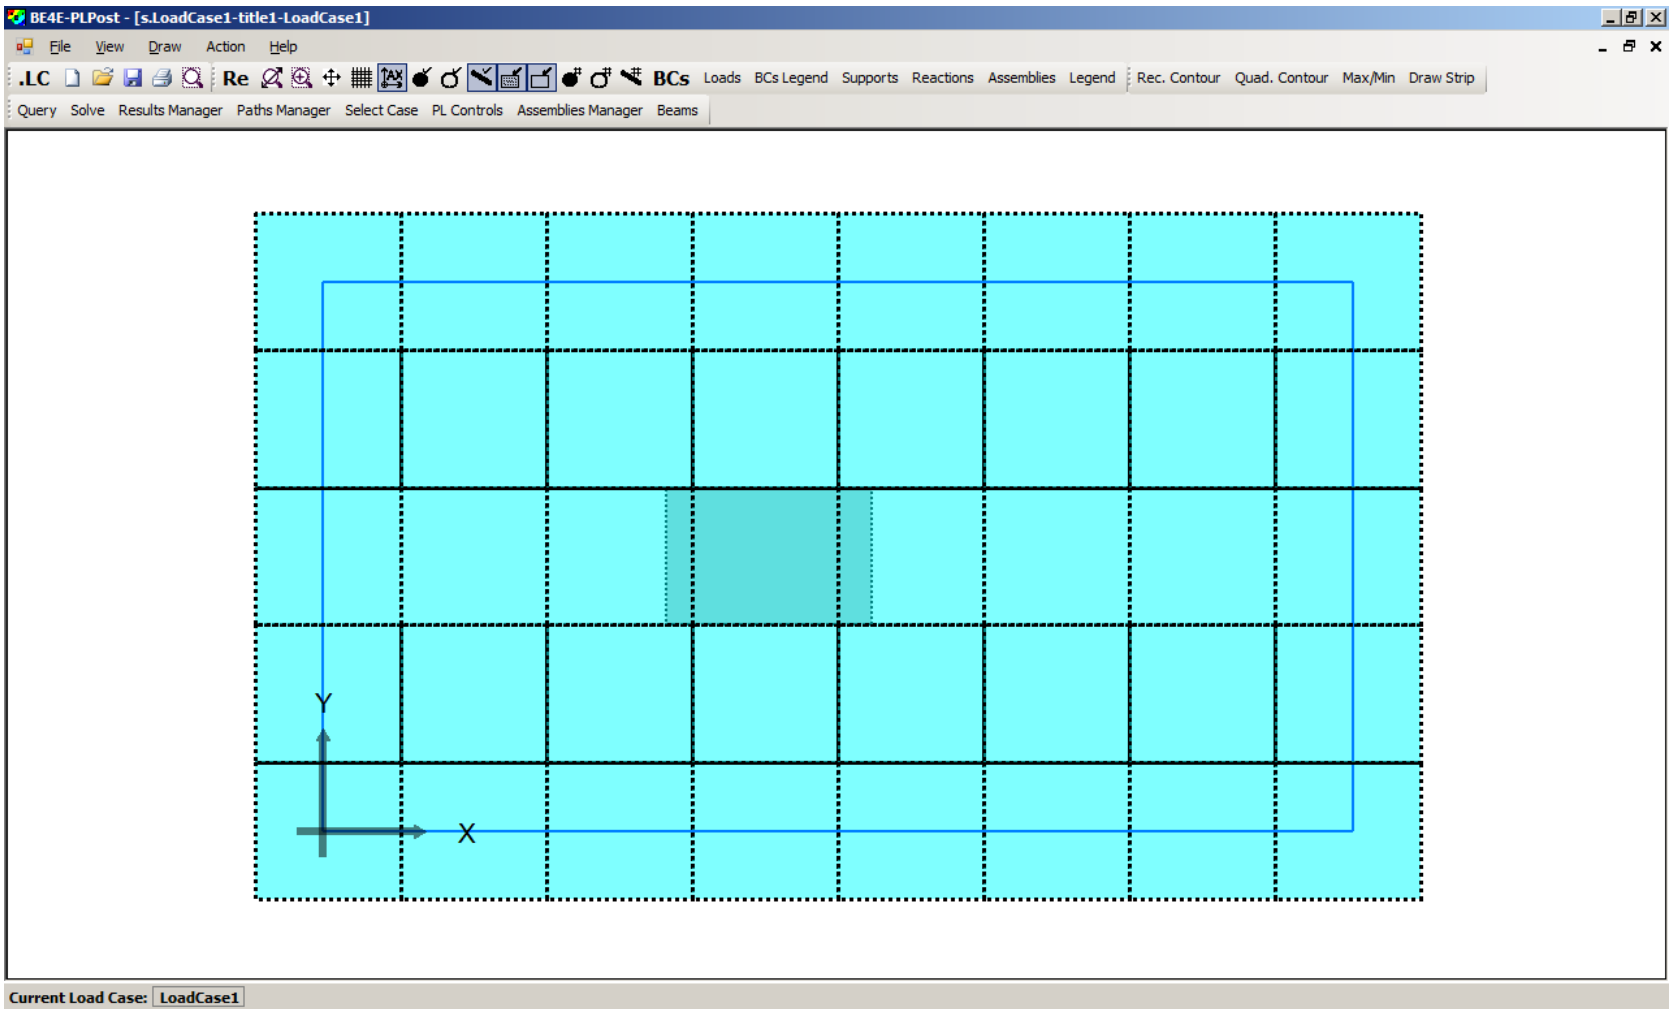 BE4E-PLPost - [s.LoadCase1-title1-LoadCase1]
File View Draw Action Help
.LC Re AX BCs Loads BCs Legend Supports Reactions Assemblies Legend Rec. Contour Quad. Contour Max/Min Draw Strip
Query Solve Results Manager Paths Manager Select Case PL Controls Assemblies Manager Beams
Y
X
Current Load Case: LoadCase1